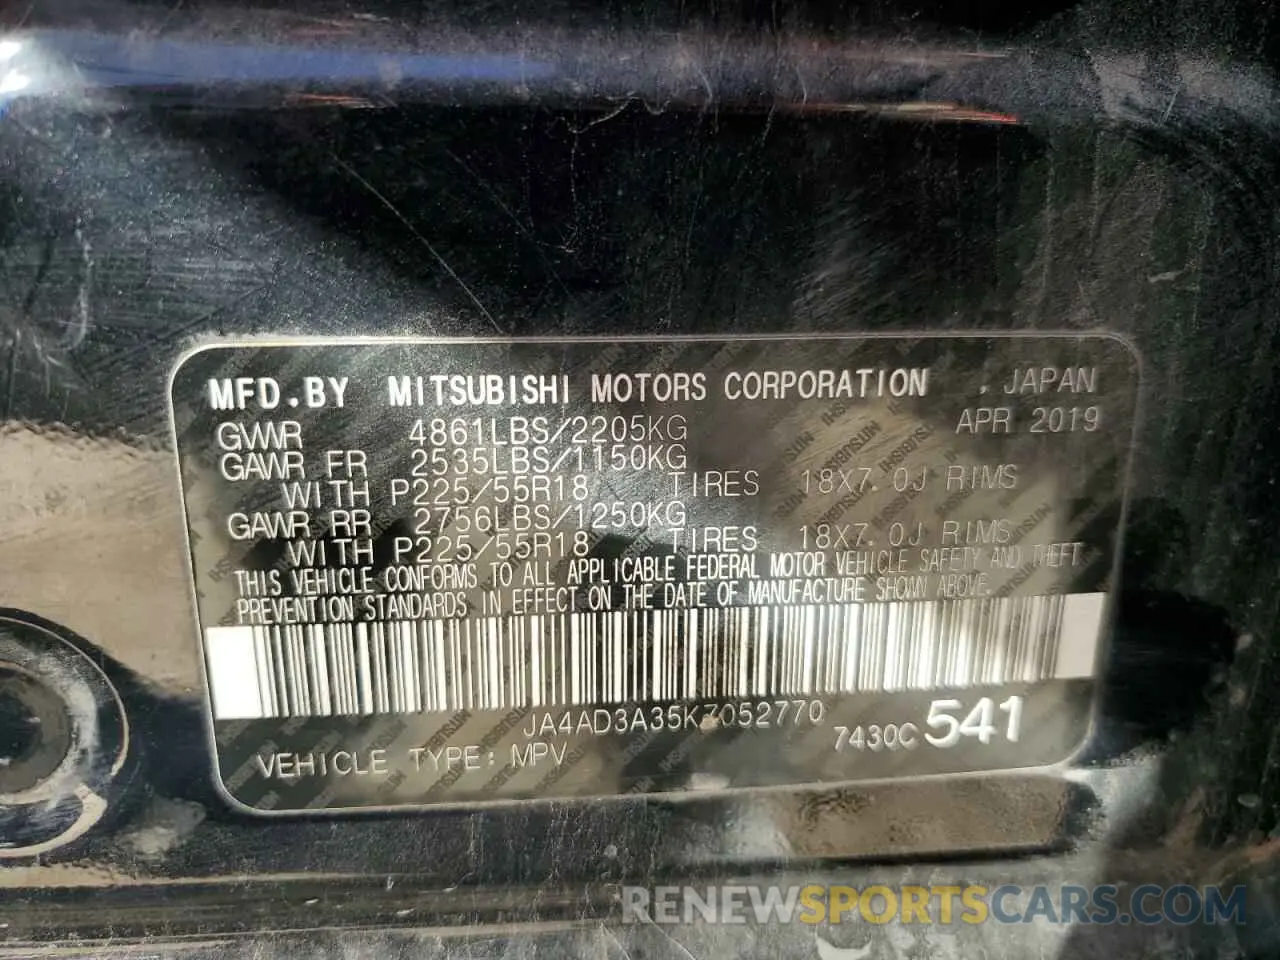 MFD.BY MITSUBISHI MOTORS CORPORATION , JAPAN
GVWR 4861LBS/2205KG APR 2019
GAWR FR 2535LBS/1150KG
WITH P225/55R18 TIRES 18X7.0J RIMS
GAWR RR 2756LBS/1250KG
WITH P225/55R18 TIRES 18X7.0J RIMS
THIS VEHICLE CONFORMS TO ALL APPLICABLE FEDERAL MOTOR VEHICLE SAFETY AND THEFT
PREVENTION STANDARDS IN EFFECT ON THE DATE OF MANUFACTURE SHOWN ABOVE.
JA4AD3A35KZ052770 7430C 541
VEHICLE TYPE: MPV
RENEWSPORTSCARS.COM